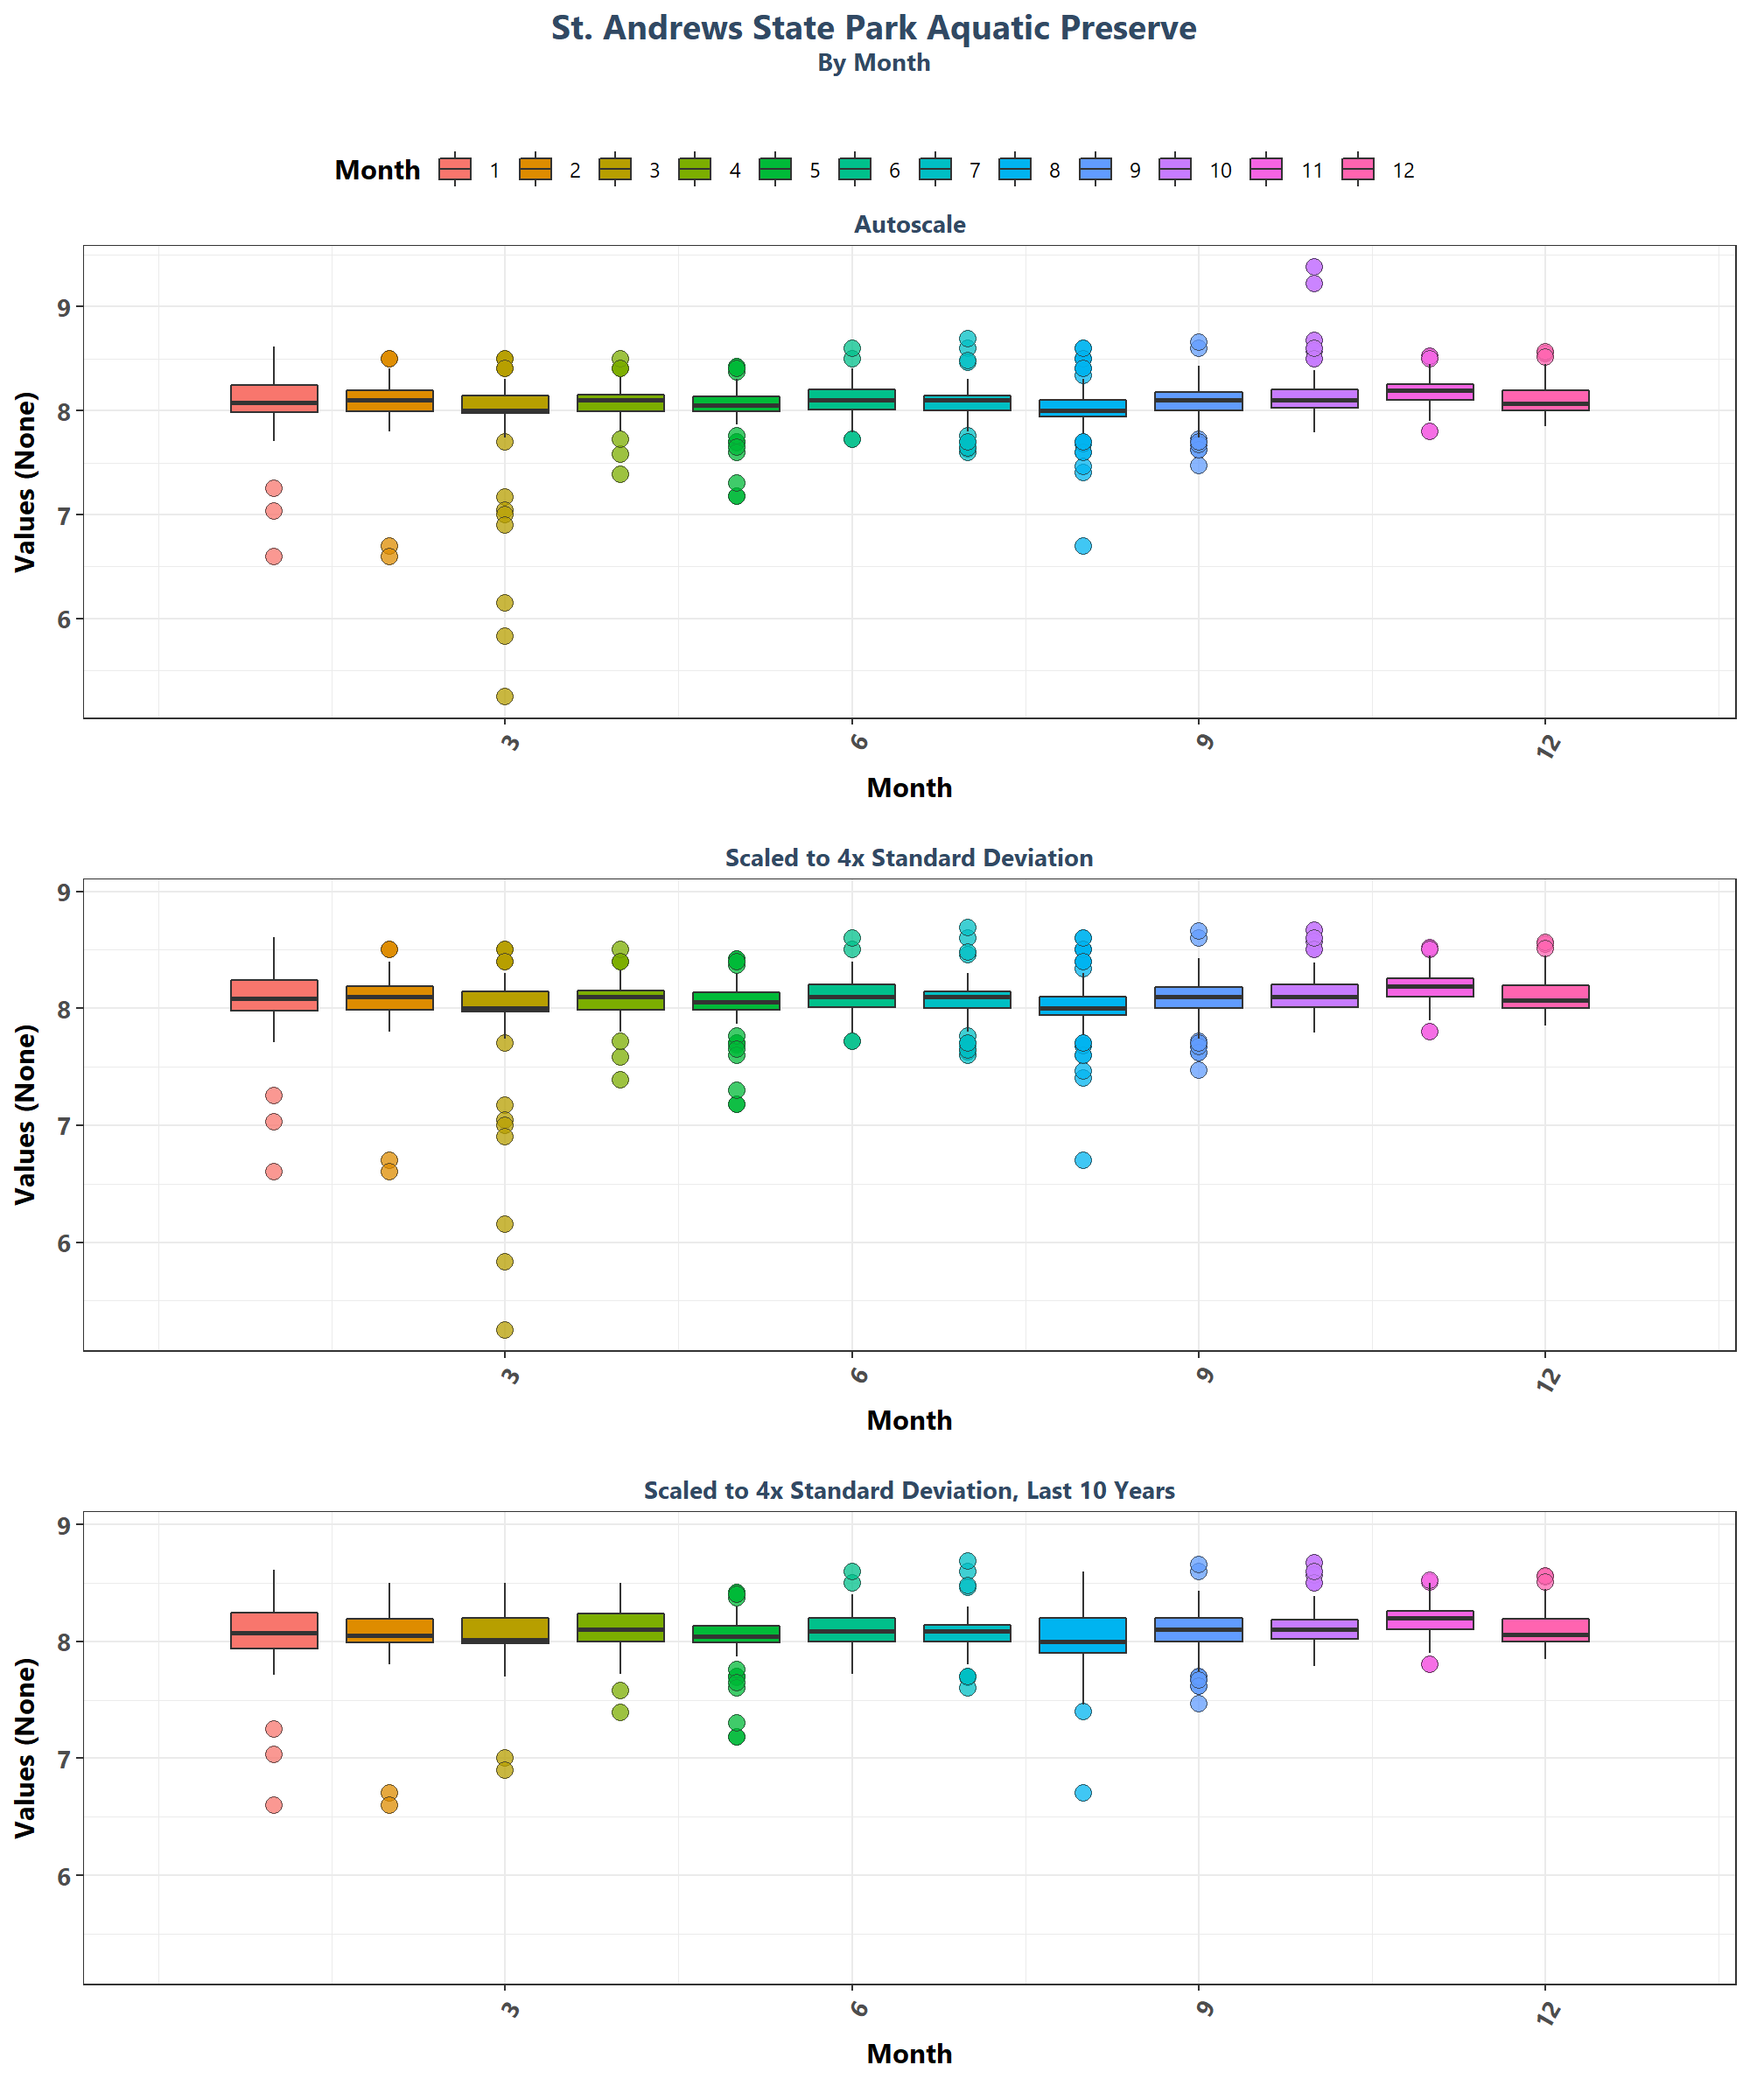 St. Andrews State Park Aquatic Preserve
By Month
Month 1 2 3 4 5 6 7 8 9 10 11 12
Autoscale
Values (None)
9
8
7
6
3 6 9 12
Month
Scaled to 4x Standard Deviation
Values (None)
9
8
7
6
3 6 9 12
Month
Scaled to 4x Standard Deviation, Last 10 Years
Values (None)
9
8
7
6
3 6 9 12
Month